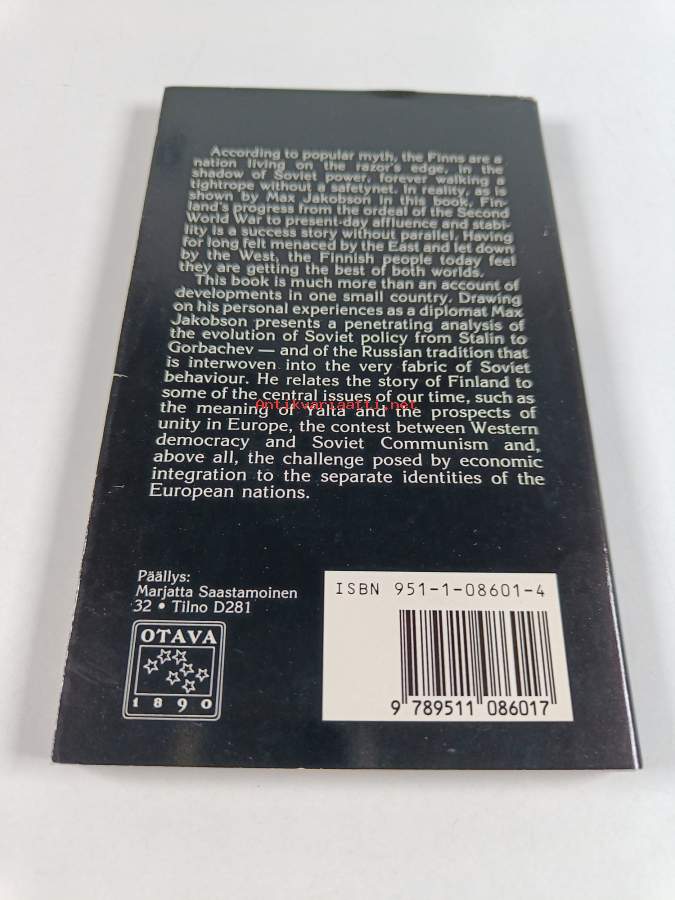 According to popular myth, the Finns are a
nation living on the razor's edge, in the
shadow of Soviet power, forever walking a
tightrope without a safetynet. In reality, as is
shown by Max Jakobson in this book, Fin-
land's progress from the ordeal of the Second
World War to present-day affluence and stabi-
lity is a success story without parallel. Having
for long felt menaced by the East and let down
by the West, the Finnish people today feel
they are getting the best of both worlds.
This book is much more than an account of
developments in one small country. Drawing
on his personal experiences as a diplomat Max
Jakobson presents a penetrating analysis of
the evolution of Soviet policy from Stalin to
Gorbachev — and of the Russian tradition that
is interwoven into the very fabric of Soviet
behaviour. He relates the story of Finland to
some of the central issues of our time, such as
the meaning of Yalta and the prospects of
unity in Europe, the contest between Western
democracy and Soviet Communism and,
above all, the challenge posed by economic
integration to the separate identities of the
European nations.
Antikvariaatti.net
Päällys:
Marjatta Saastamoinen
32 • Tilno D281
OTAVA
1890
ISBN 951-1-08601-4
9 789511 086017